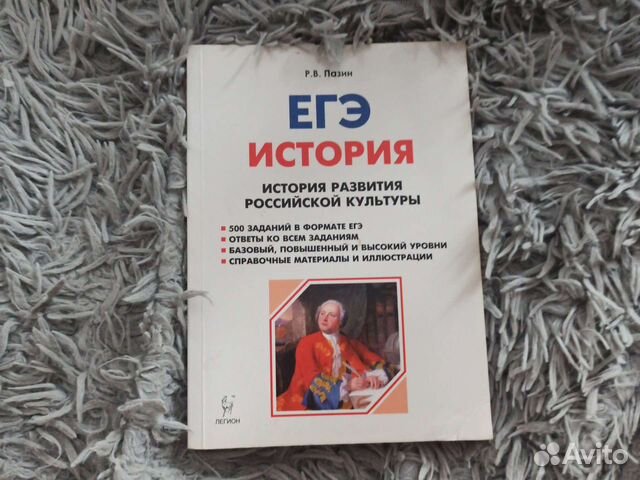 Р.В. Пазин
ЕГЭ
ИСТОРИЯ
ИСТОРИЯ РАЗВИТИЯ
РОССИЙСКОЙ КУЛЬТУРЫ
500 ЗАДАНИЙ В ФОРМАТЕ ЕГЭ
ОТВЕТЫ КО ВСЕМ ЗАДАНИЯМ
БАЗОВЫЙ, ПОВЫШЕННЫЙ И ВЫСОКИЙ УРОВНИ
СПРАВОЧНЫЕ МАТЕРИАЛЫ И ИЛЛЮСТРАЦИИ
ЛЕГИОН
Avito